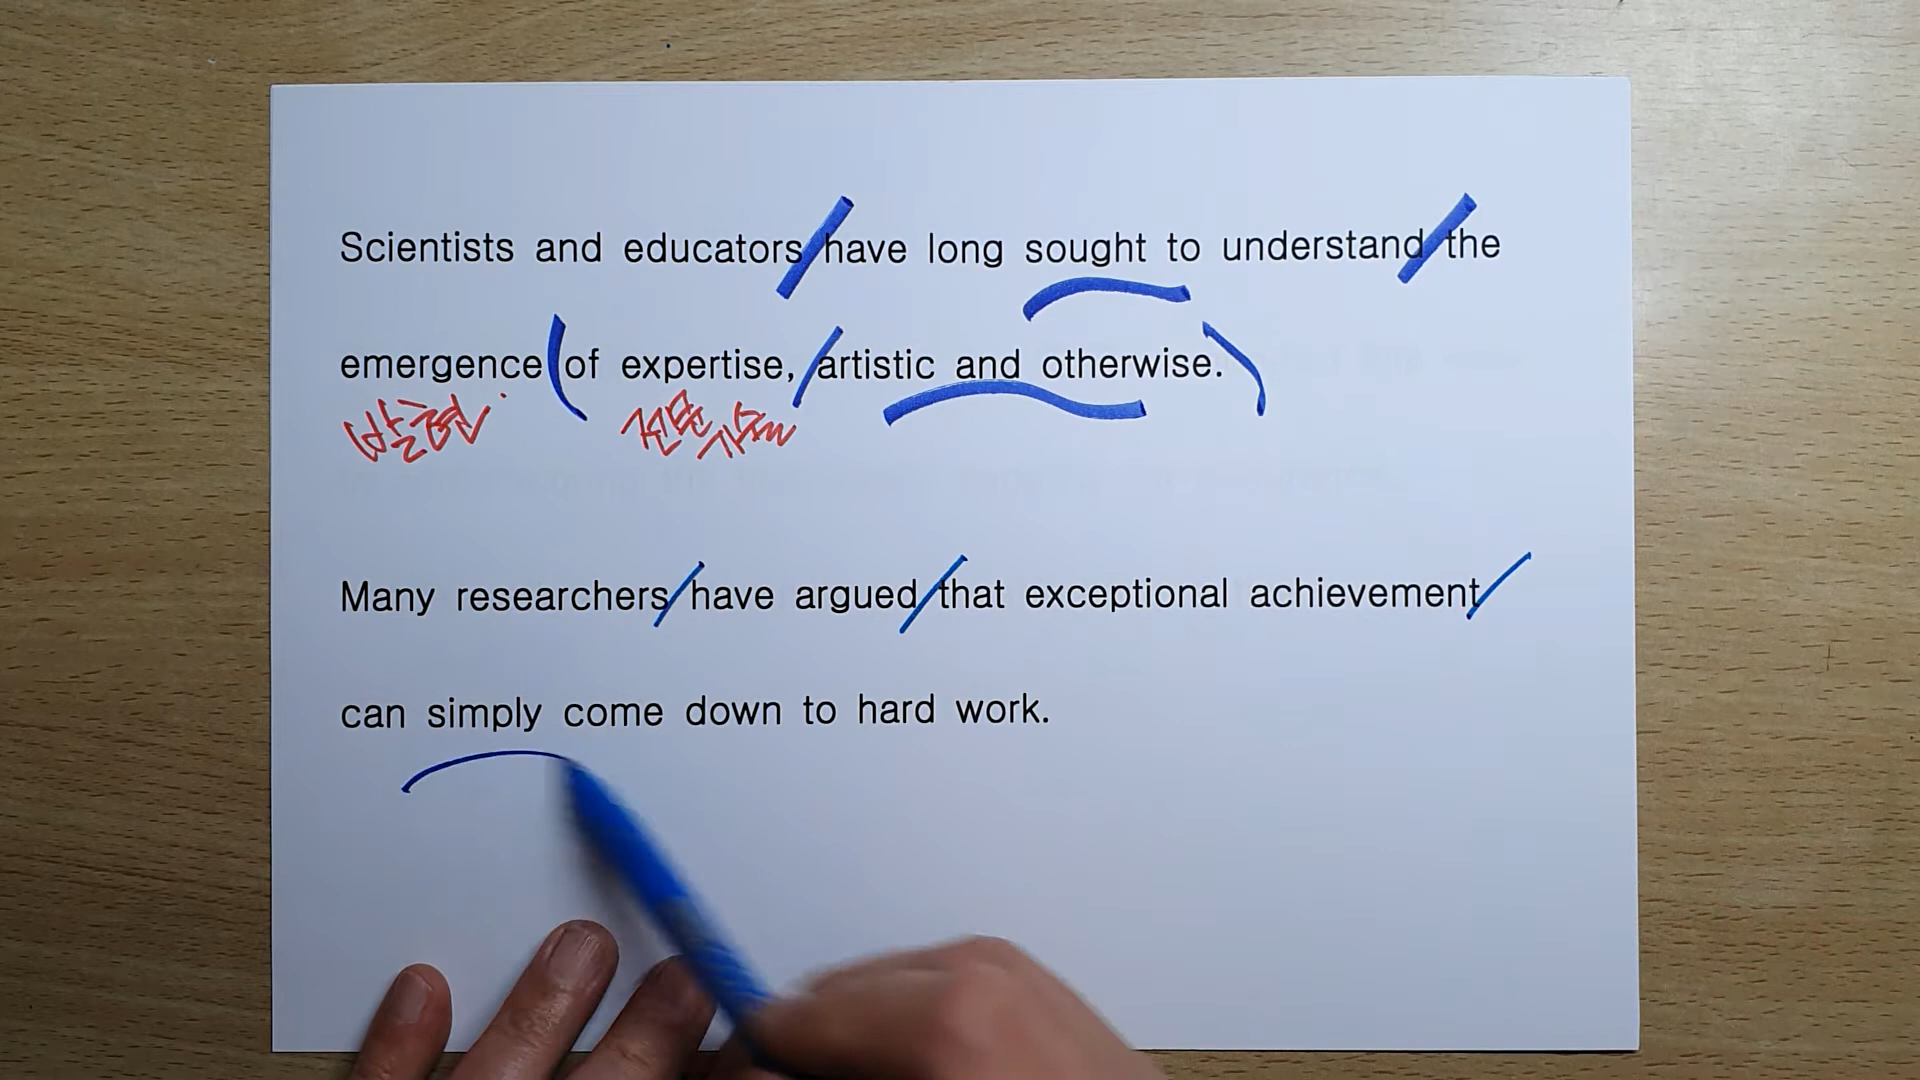 Scientists and educators have long sought to understand the
emergence of expertise, artistic and otherwise.
발현 전문 기술
Many researchers have argued that exceptional achievement
can simply come down to hard work.